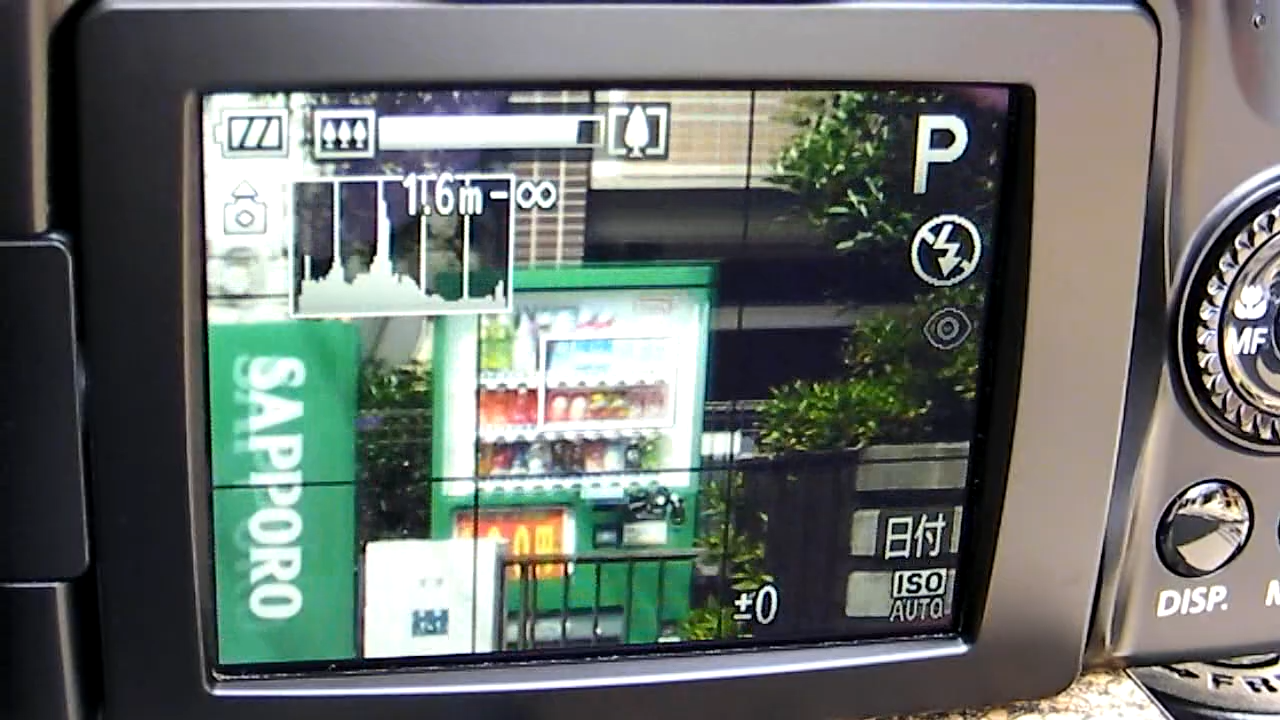 P
1.6m-∞
SAPPORO
MF
日付
±0
ISO
AUTO
DISP.